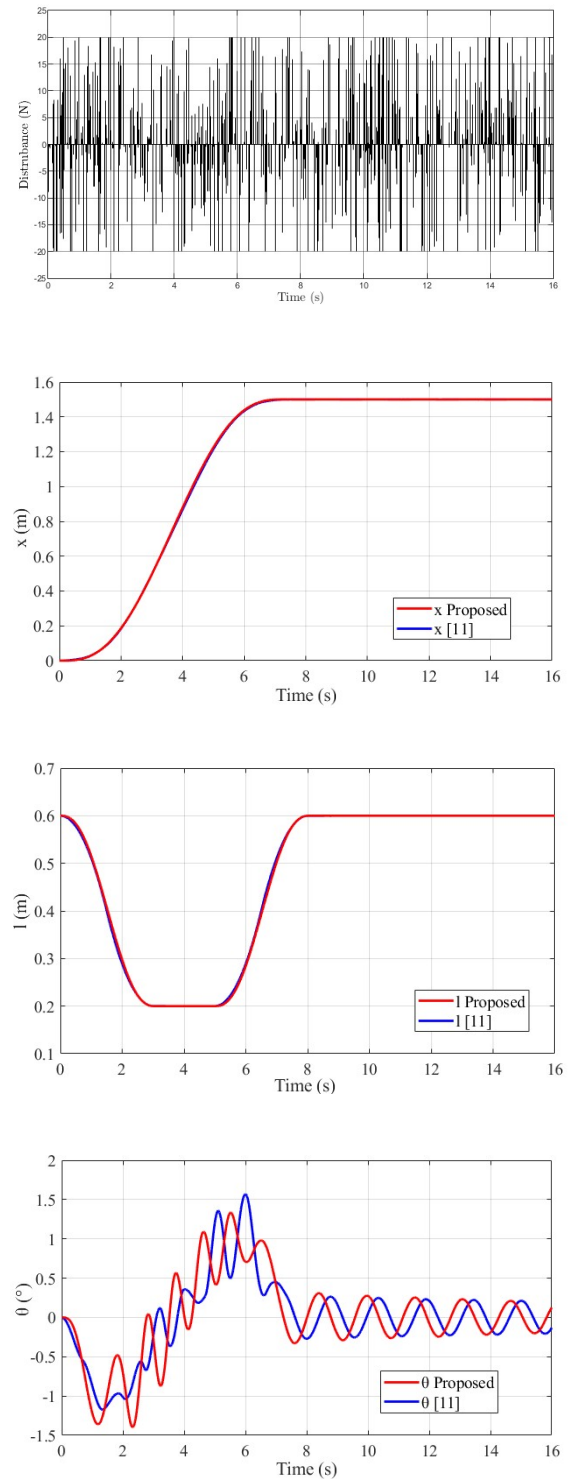 25
20
15
10
5
0
-5
-10
-15
-20
-25
Distrubance (N)
0 2 4 6 8 10 12 14 16
Time (s)
1.6
1.4
1.2
1
0.8
0.6
0.4
0.2
0
x (m)
x Proposed
x [11]
0 2 4 6 8 10 12 14 16
Time (s)
0.7
0.6
0.5
0.4
0.3
0.2
0.1
l (m)
l Proposed
l [11]
0 2 4 6 8 10 12 14 16
Time (s)
2
1.5
1
0.5
0
-0.5
-1
-1.5
θ (°)
θ Proposed
θ [11]
0 2 4 6 8 10 12 14 16
Time (s)